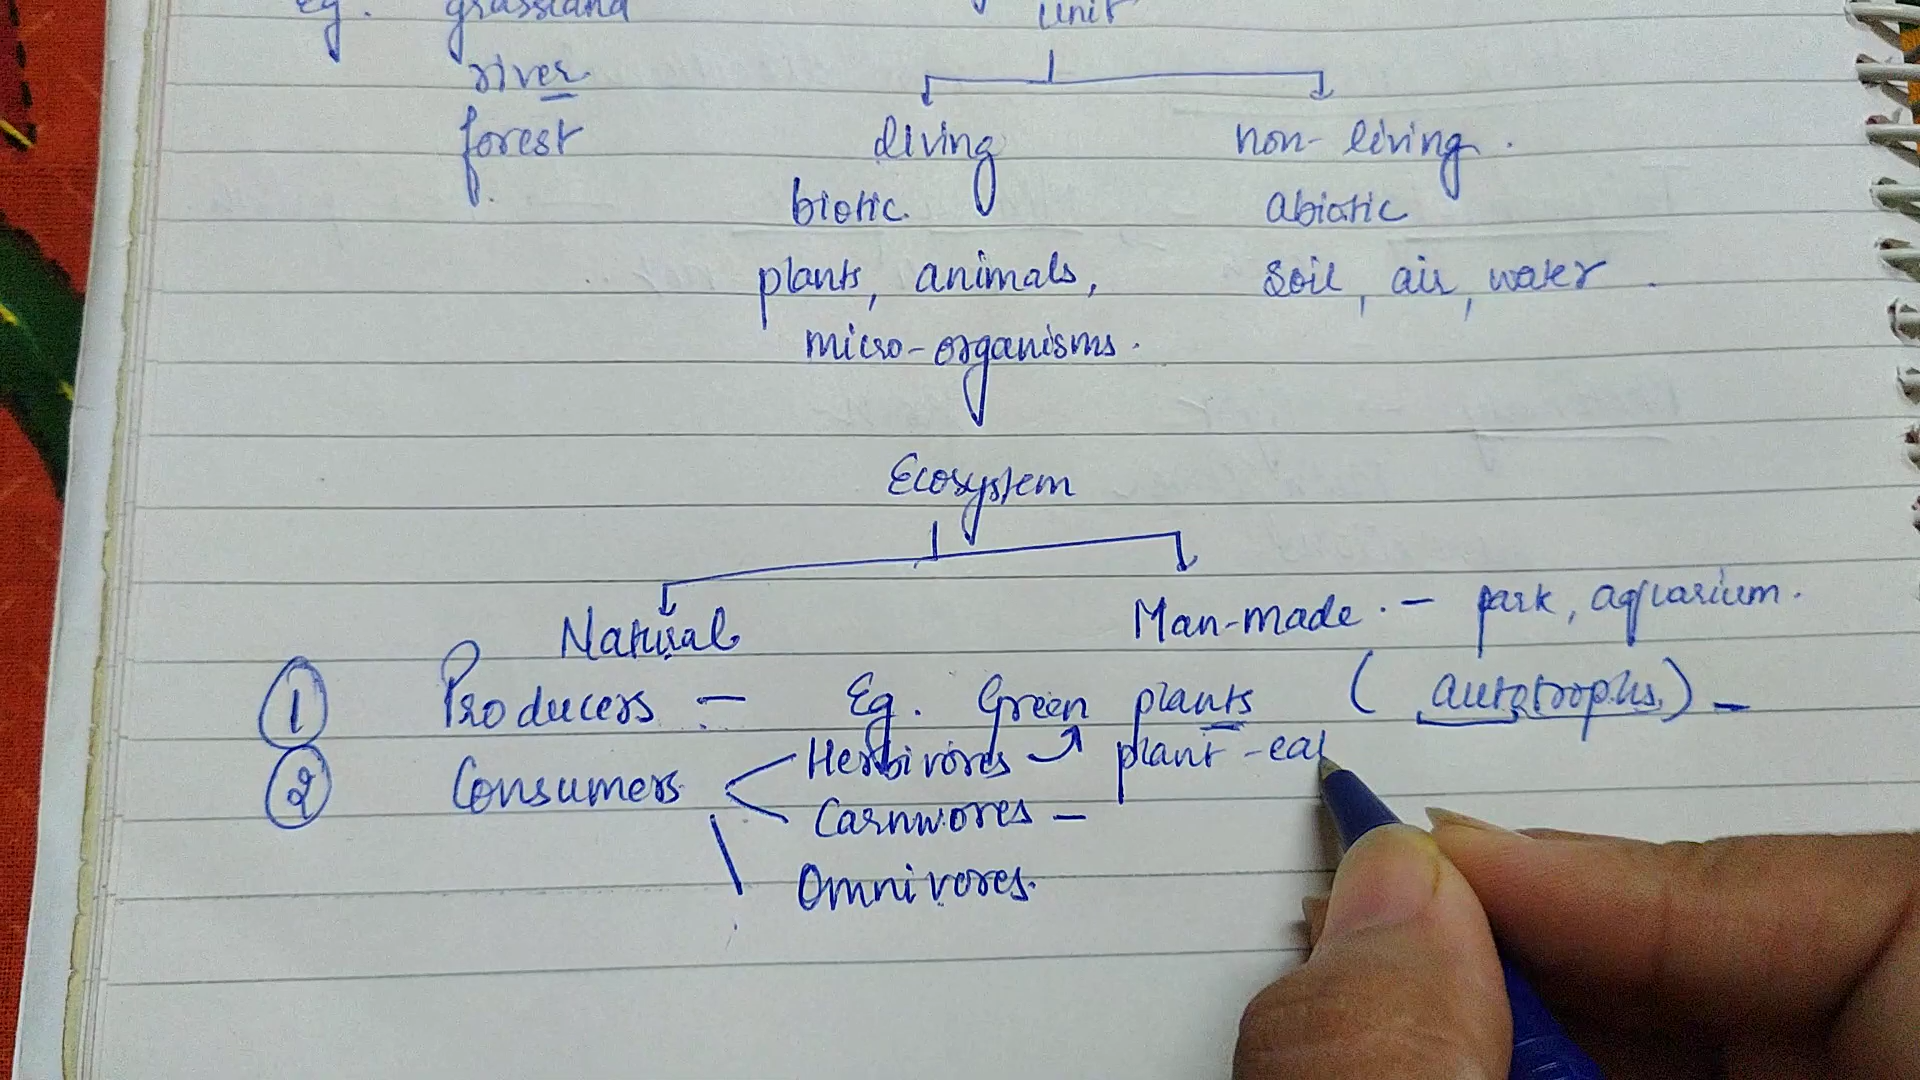 Eg. grassland unit
river
forest living non-living.
biotic. abiotic
plants, animals, soil, air, water.
micro-organisms.
Ecosystem
Natural Man-made. - park, aquarium.
1 Producers - Eg. Green plants (autotrophs) -
2 Consumers Herbivores plant-eat
Carnivores -
Omnivores.